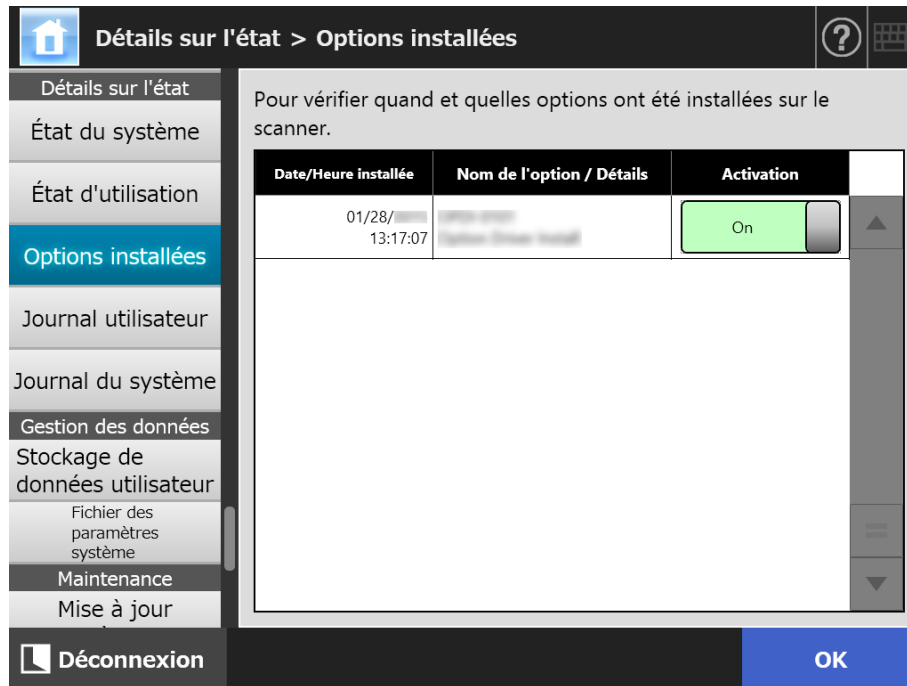 Détails sur l'état > Options installées
?
Détails sur l'état
État du système
État d'utilisation
Options installées
Journal utilisateur
Journal du système
Gestion des données
Stockage de
données utilisateur
Fichier des
paramètres
système
Maintenance
Mise à jour
Pour vérifier quand et quelles options ont été installées sur le
scanner.
Date/Heure installée Nom de l'option / Détails Activation
01/28/
13:17:07
On
Déconnexion
OK